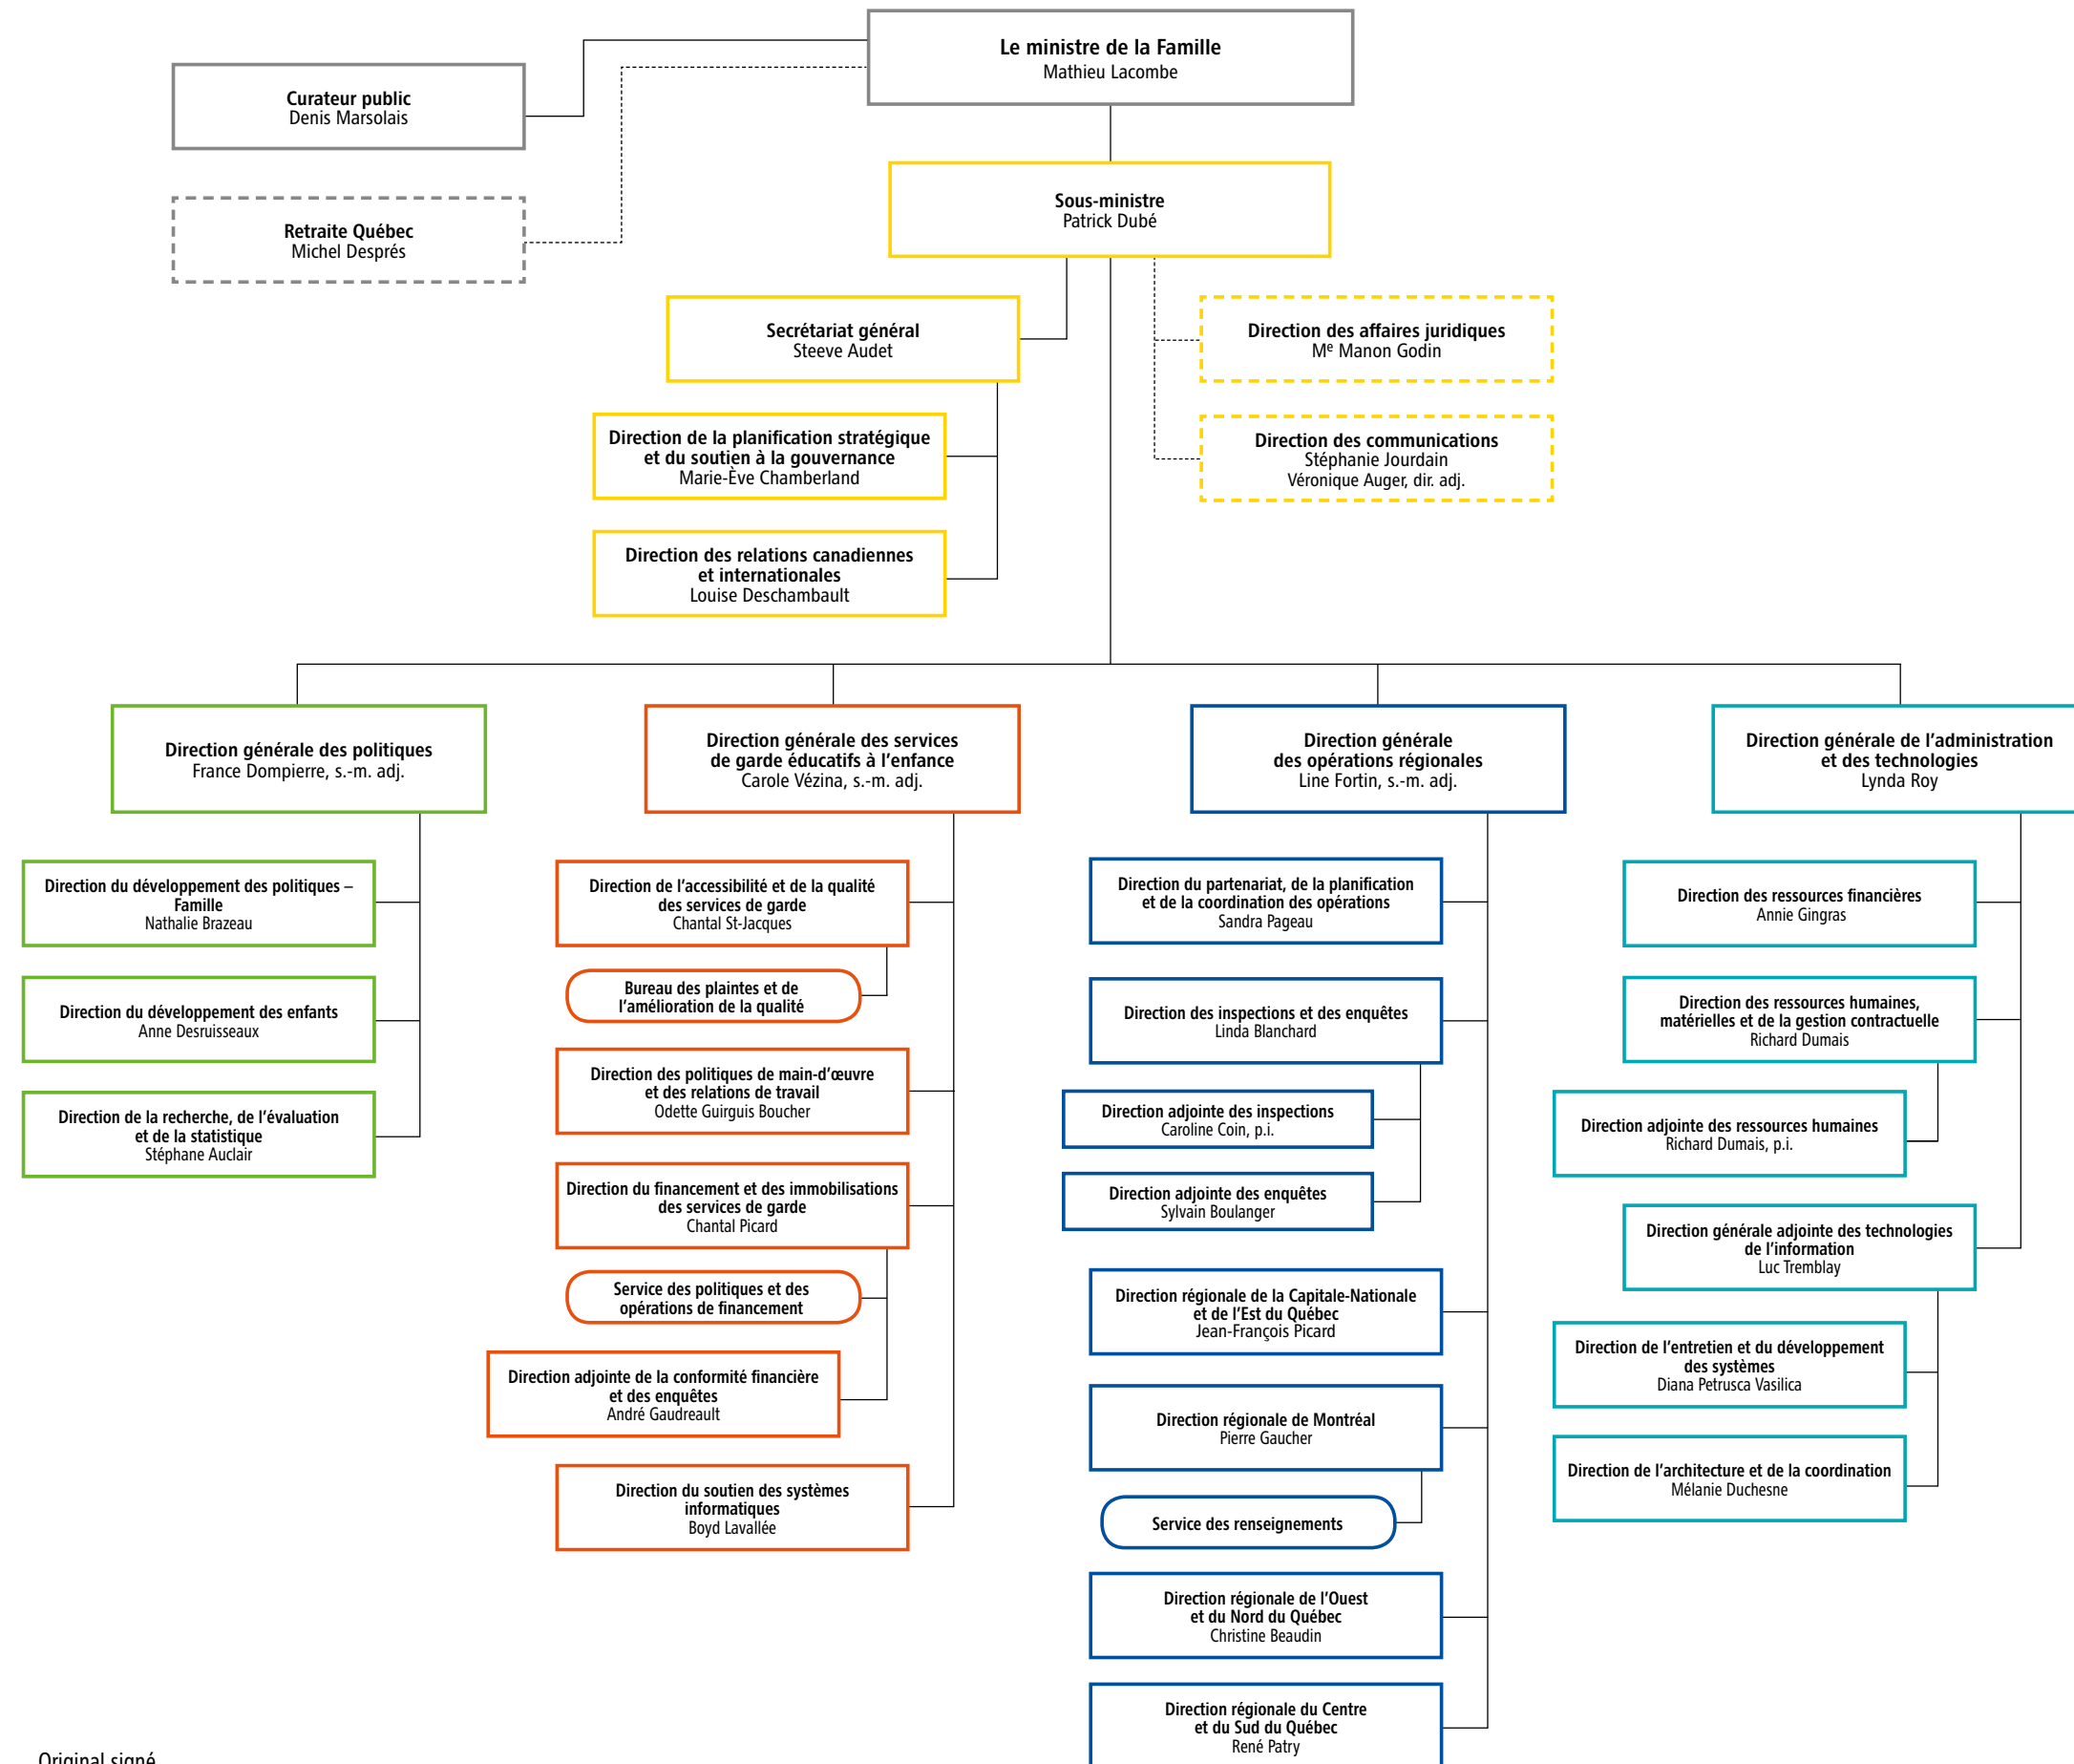 Le ministre de la Famille
Mathieu Lacombe
Curateur public
Denis Marsolais
Retraite Québec
Michel Després
Sous-ministre
Patrick Dubé
Secrétariat général
Steeve Audet
Direction des affaires juridiques
Mᵉ Manon Godin
Direction de la planification stratégique
et du soutien à la gouvernance
Marie-Ève Chamberland
Direction des communications
Stéphanie Jourdain
Véronique Auger, dir. adj.
Direction des relations canadiennes
et internationales
Louise Deschambault
Direction générale des politiques
France Dompierre, s.-m. adj.
Direction du développement des politiques –
Famille
Nathalie Brazeau
Direction du développement des enfants
Anne Desruisseaux
Direction de la recherche, de l'évaluation
et de la statistique
Stéphane Auclair
Direction générale des services
de garde éducatifs à l'enfance
Carole Vézina, s.-m. adj.
Direction de l'accessibilité et de la qualité
des services de garde
Chantal St-Jacques
Bureau des plaintes et de
l'amélioration de la qualité
Direction des politiques de main-d'œuvre
et des relations de travail
Odette Guirguis Boucher
Direction du financement et des immobilisations
des services de garde
Chantal Picard
Service des politiques et des
opérations de financement
Direction adjointe de la conformité financière
et des enquêtes
André Gaudreault
Direction du soutien des systèmes
informatiques
Boyd Lavallée
Direction générale
des opérations régionales
Line Fortin, s.-m. adj.
Direction du partenariat, de la planification
et de la coordination des opérations
Sandra Pageau
Direction des inspections et des enquêtes
Linda Blanchard
Direction adjointe des inspections
Caroline Coin, p.i.
Direction adjointe des enquêtes
Sylvain Boulanger
Direction régionale de la Capitale-Nationale
et de l'Est du Québec
Jean-François Picard
Direction régionale de Montréal
Pierre Gaucher
Service des renseignements
Direction régionale de l'Ouest
et du Nord du Québec
Christine Beaudin
Direction régionale du Centre
et du Sud du Québec
René Patry
Direction générale de l'administration
et des technologies
Lynda Roy
Direction des ressources financières
Annie Gingras
Direction des ressources humaines,
matérielles et de la gestion contractuelle
Richard Dumais
Direction adjointe des ressources humaines
Richard Dumais, p.i.
Direction générale adjointe des technologies
de l'information
Luc Tremblay
Direction de l'entretien et du développement
des systèmes
Diana Petrusca Vasilica
Direction de l'architecture et de la coordination
Mélanie Duchesne
Original signé